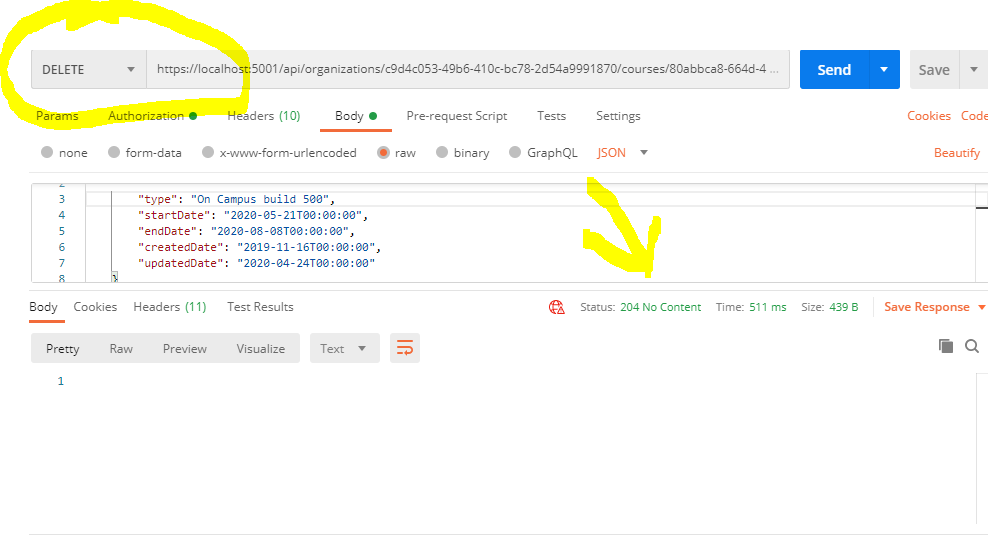 DELETE https://localhost:5001/api/organizations/c9d4c053-49b6-410c-bc78-2d54a9991870/courses/80abbca8-664d-4 ... Send Save
Params Authorization Headers (10) Body Pre-request Script Tests Settings Cookies Code
none form-data x-www-form-urlencoded raw binary GraphQL JSON Beautify
2
3 "type": "On Campus build 500",
4 "startDate": "2020-05-21T00:00:00",
5 "endDate": "2020-08-08T00:00:00",
6 "createdDate": "2019-11-16T00:00:00",
7 "updatedDate": "2020-04-24T00:00:00"
8 }
Body Cookies Headers (11) Test Results Status: 204 No Content Time: 511 ms Size: 439 B Save Response
Pretty Raw Preview Visualize Text
1